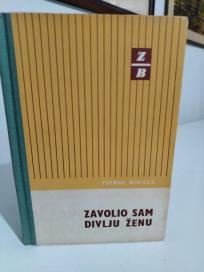 Z
B
PIERRE BOULLE
ZAVOLIO SAM
DIVLJU ŽENU